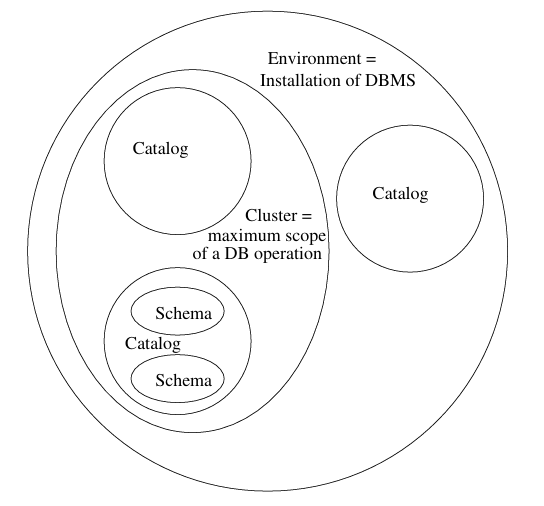 Environment =
Installation of DBMS
Catalog
Catalog
Cluster =
maximum scope
of a DB operation
Schema
Catalog
Schema